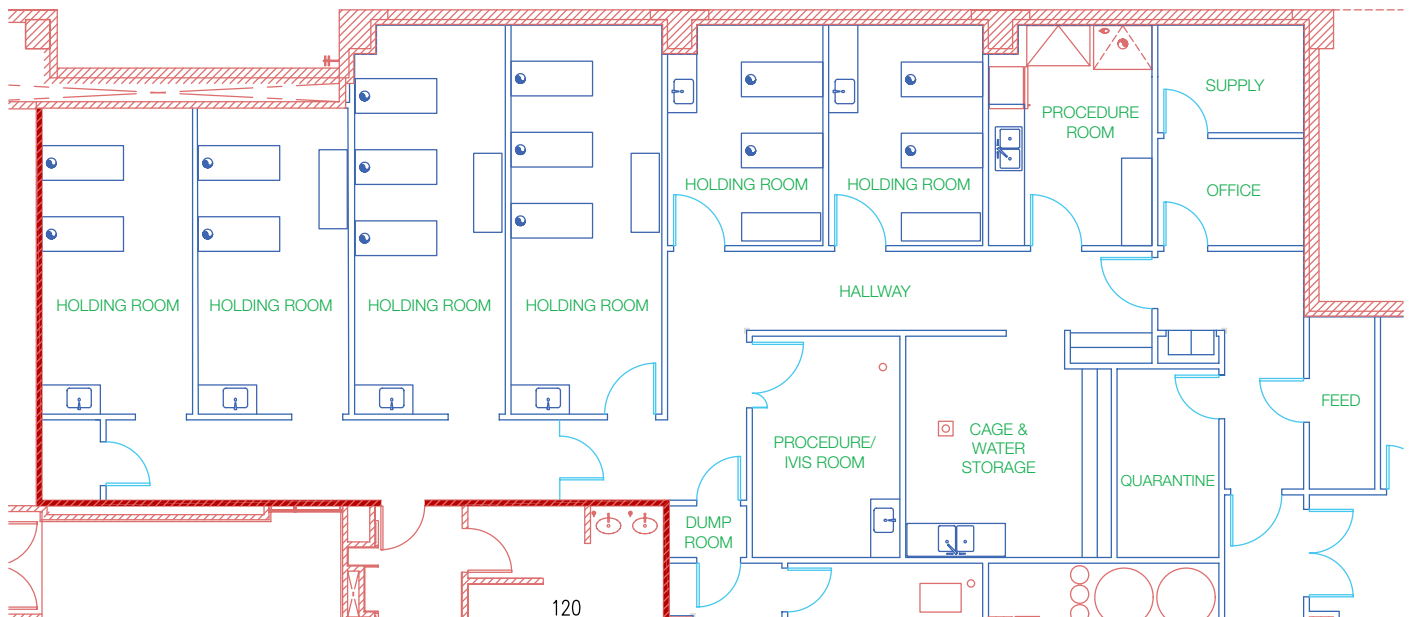 SUPPLY
PROCEDURE
ROOM
HOLDING ROOM
HOLDING ROOM
OFFICE
HOLDING ROOM
HOLDING ROOM
HOLDING ROOM
HOLDING ROOM
HALLWAY
FEED
PROCEDURE/
IVIS ROOM
CAGE &
WATER
STORAGE
QUARANTINE
DUMP
ROOM
120